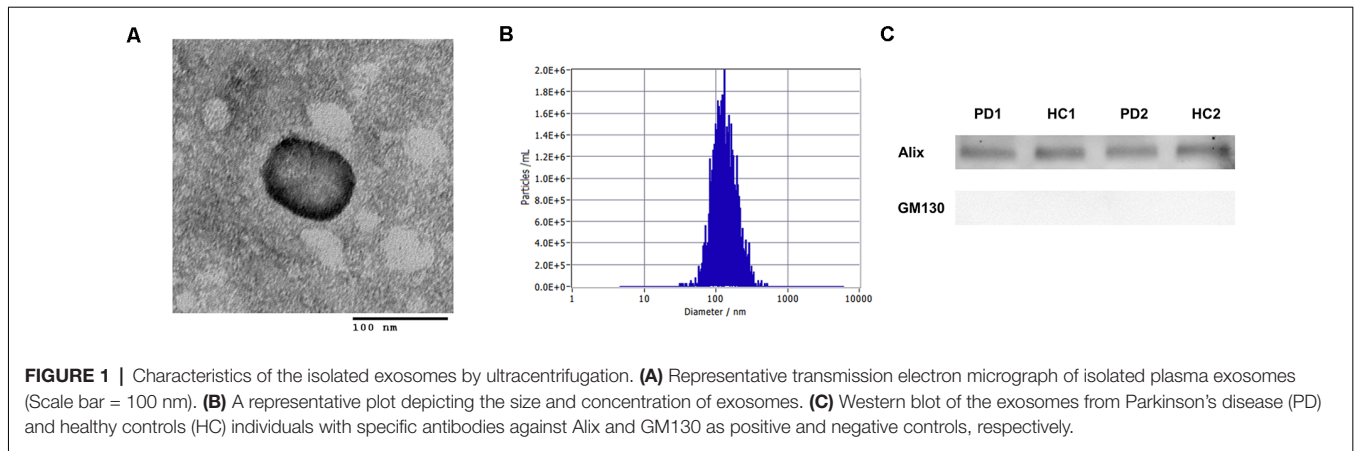 A
B
C
100 nm
Particles /mL
2.0E+6
1.8E+6
1.6E+6
1.4E+6
1.2E+6
1.0E+6
8.0E+5
6.0E+5
4.0E+5
2.0E+5
0.0E+0
1 10 100 1000 10000
Diameter / nm
PD1 HC1 PD2 HC2
Alix
GM130
FIGURE 1 | Characteristics of the isolated exosomes by ultracentrifugation. (A) Representative transmission electron micrograph of isolated plasma exosomes
(Scale bar = 100 nm). (B) A representative plot depicting the size and concentration of exosomes. (C) Western blot of the exosomes from Parkinson's disease (PD)
and healthy controls (HC) individuals with specific antibodies against Alix and GM130 as positive and negative controls, respectively.